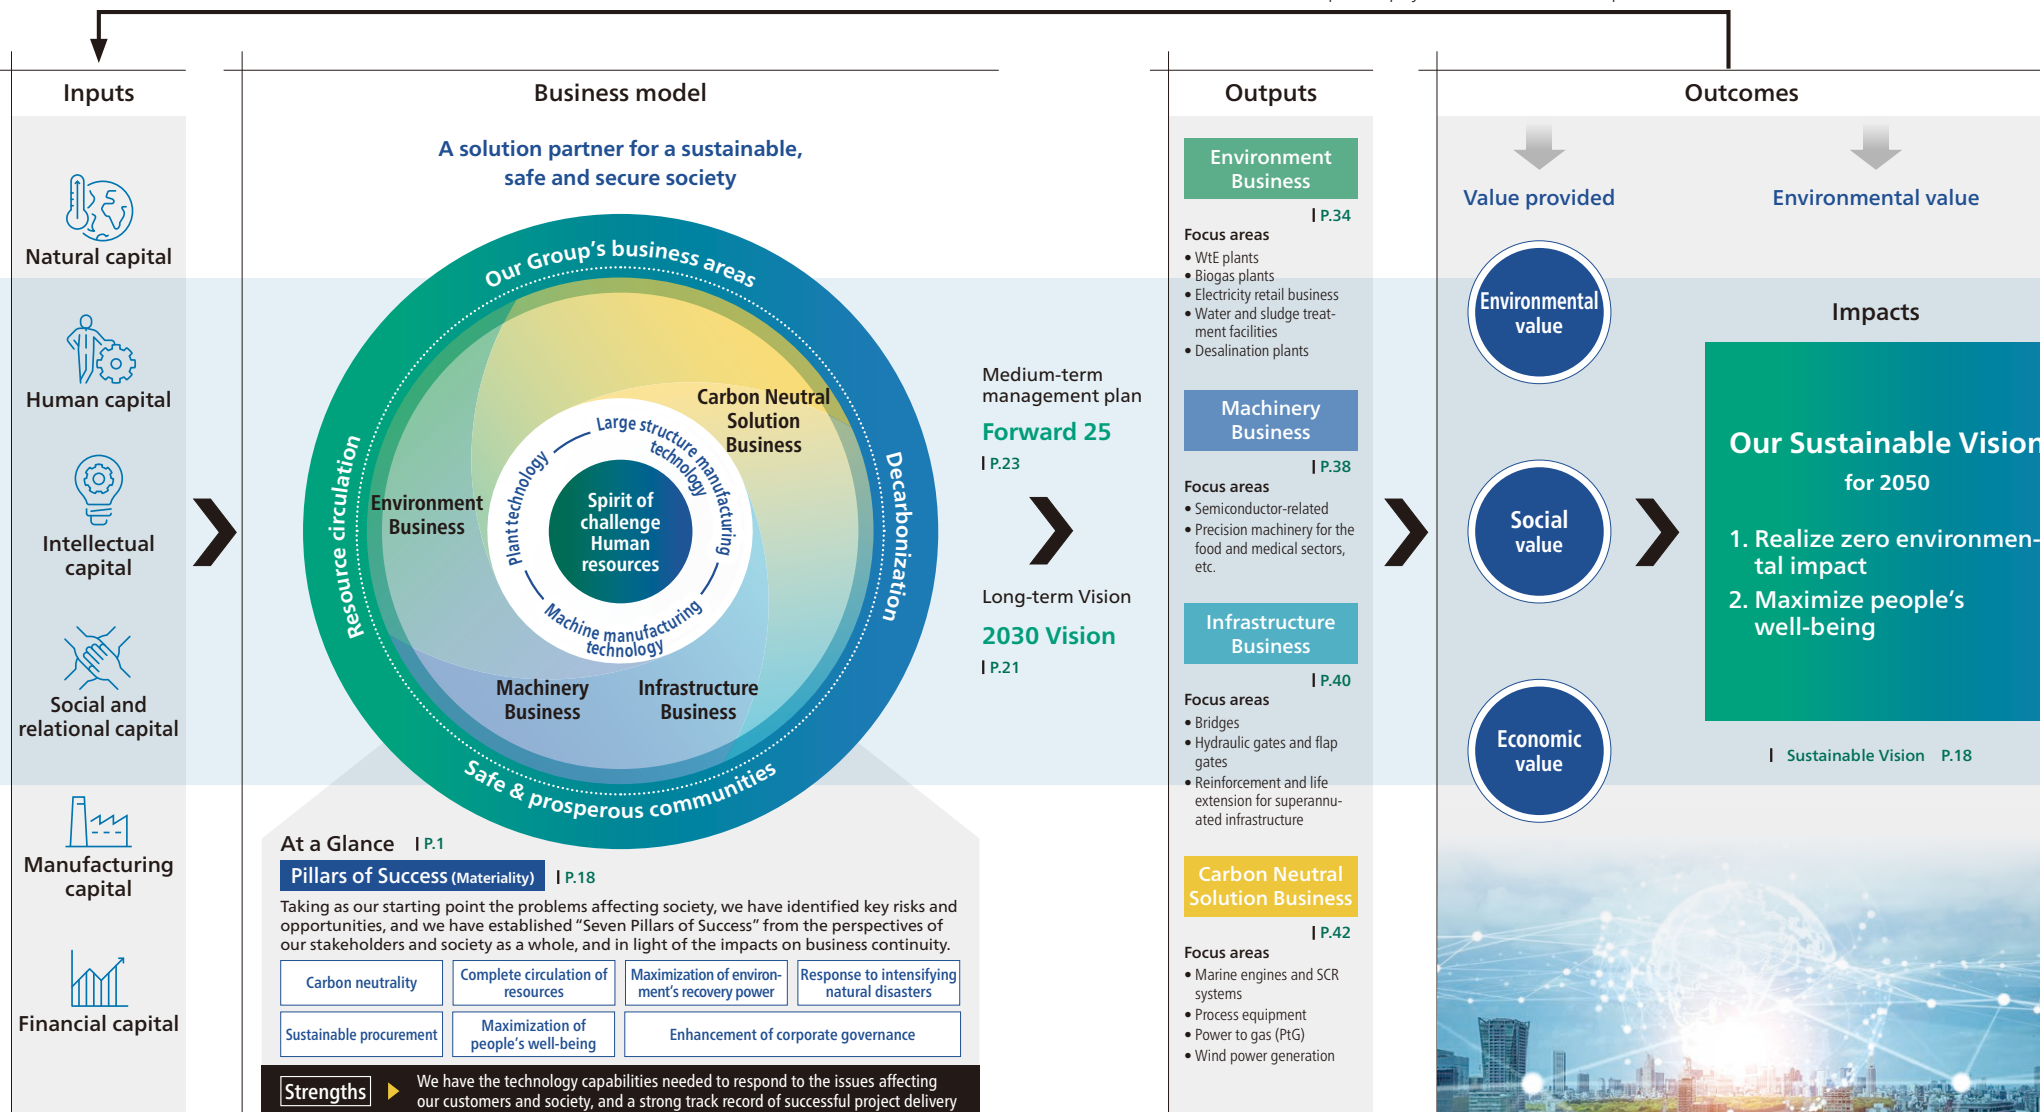 Inputs
Natural capital
Human capital
Intellectual
capital
Social and
relational capital
Manufacturing
capital
Financial capital
Business model
A solution partner for a sustainable,
safe and secure society
Our Group's business areas
Resource circulation
Decarbonization
Safe & prosperous communities
Carbon Neutral
Solution
Business
Environment
Business
Machinery
Business
Infrastructure
Business
Plant technology
Large structure manufacturing
technology
Machine manufacturing
technology
Spirit of
challenge
Human
resources
At a Glance P.1
Pillars of Success (Materiality) P.18
Taking as our starting point the problems affecting society, we have identified key risks and
opportunities, and we have established “Seven Pillars of Success” from the perspectives of
our stakeholders and society as a whole, and in light of the impacts on business continuity.
Carbon neutrality
Complete circulation of
resources
Maximization of environ-
ment's recovery power
Response to intensifying
natural disasters
Sustainable procurement
Maximization of
people's well-being
Enhancement of corporate governance
Strengths
We have the technology capabilities needed to respond to the issues affecting
our customers and society, and a strong track record of successful project delivery
Medium-term
management plan
Forward 25
P.23
Long-term Vision
2030 Vision
P.21
Outputs
Environment
Business
P.34
Focus areas
• WtE plants
• Biogas plants
• Electricity retail business
• Water and sludge treat-
ment facilities
• Desalination plants
Machinery
Business
P.38
Focus areas
• Semiconductor-related
• Precision machinery for the
food and medical sectors,
etc.
Infrastructure
Business
P.40
Focus areas
• Bridges
• Hydraulic gates and flap
gates
• Reinforcement and life
extension for superannu-
ated infrastructure
Carbon Neutral
Solution Business
P.42
Focus areas
• Marine engines and SCR
systems
• Process equipment
• Power to gas (PtG)
• Wind power generation
Outcomes
Value provided
Environmental
value
Social
value
Economic
value
Environmental value
Impacts
Our Sustainable Vision
for 2050
1. Realize zero environmen-
tal impact
2. Maximize people's
well-being
Sustainable Vision P.18